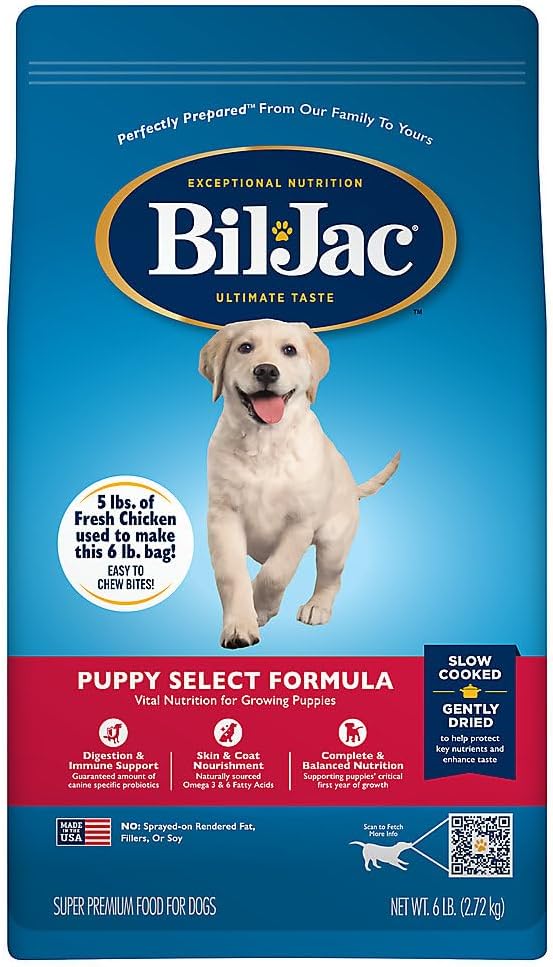 Perfectly Prepared™ From Our Family To Yours
EXCEPTIONAL NUTRITION
Bil Jac®
ULTIMATE TASTE
™
5 lbs. of
Fresh Chicken
used to make
this 6 lb. bag!
EASY TO
CHEW BITES!
PUPPY SELECT FORMULA
Vital Nutrition for Growing Puppies
SLOW
COOKED
GENTLY
DRIED
to help protect
key nutrients and
enhance taste
Digestion &
Immune Support
Guaranteed amount of
canine specific probiotics
Skin & Coat
Nourishment
Naturally sourced
Omega 3 & 6 Fatty Acids
Complete &
Balanced Nutrition
Supporting puppies' critical
first year of growth
MADE
IN THE
USA
NO: Sprayed-on Rendered Fat,
Fillers, Or Soy
Scan to Fetch
More Info
SUPER PREMIUM FOOD FOR DOGS
NET WT. 6 LB. (2.72 kg)